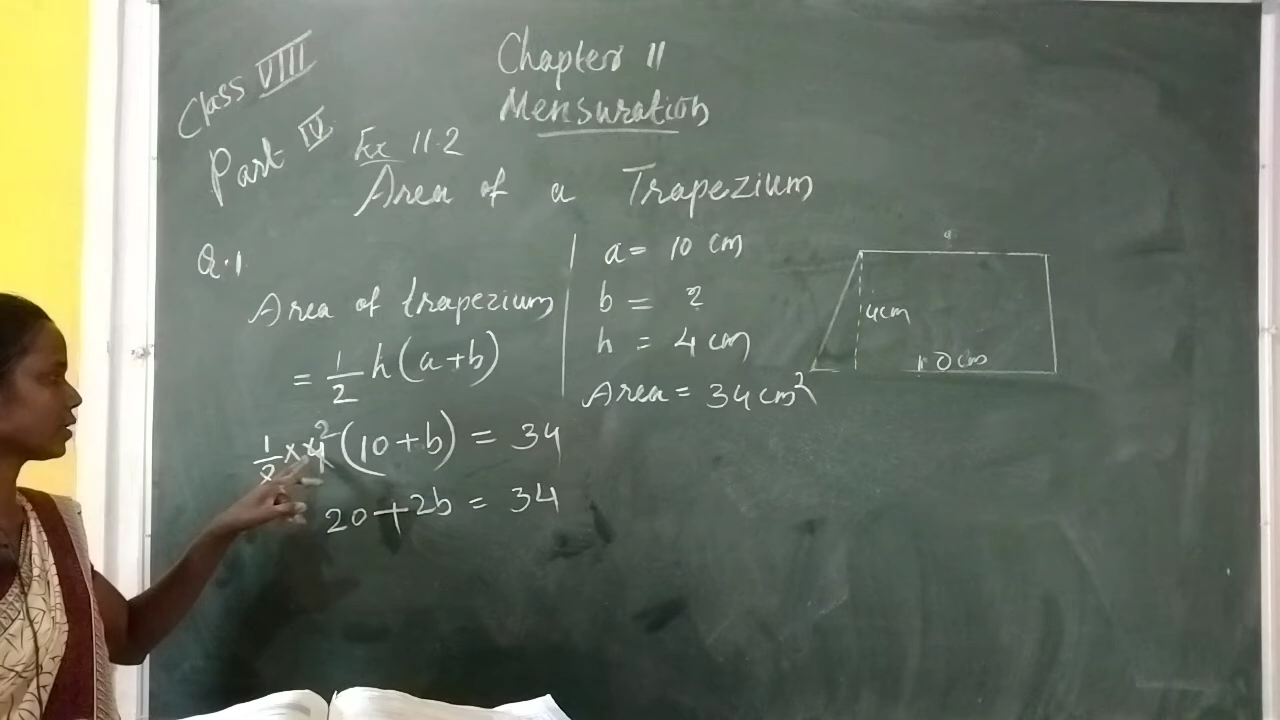 Class VIII
Part IV
Chapter 11
Mensuration
Ex 11.2
Area of a Trapezium
Q.1
Area of trapezium
= 1/2 h(a+b)
1/2 × 4 2 (10+b) = 34
20+2b = 34
a = 10 cm
b = ?
h = 4 cm
Area = 34 cm²
4cm
10cm